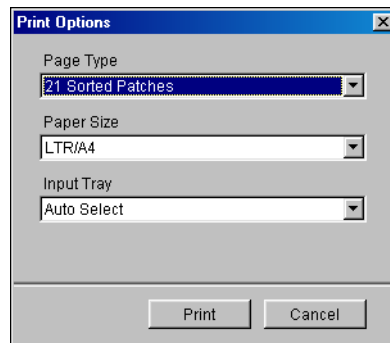 Print Options
Page Type
21 Sorted Patches
Paper Size
LTR/A4
Input Tray
Auto Select
Print Cancel